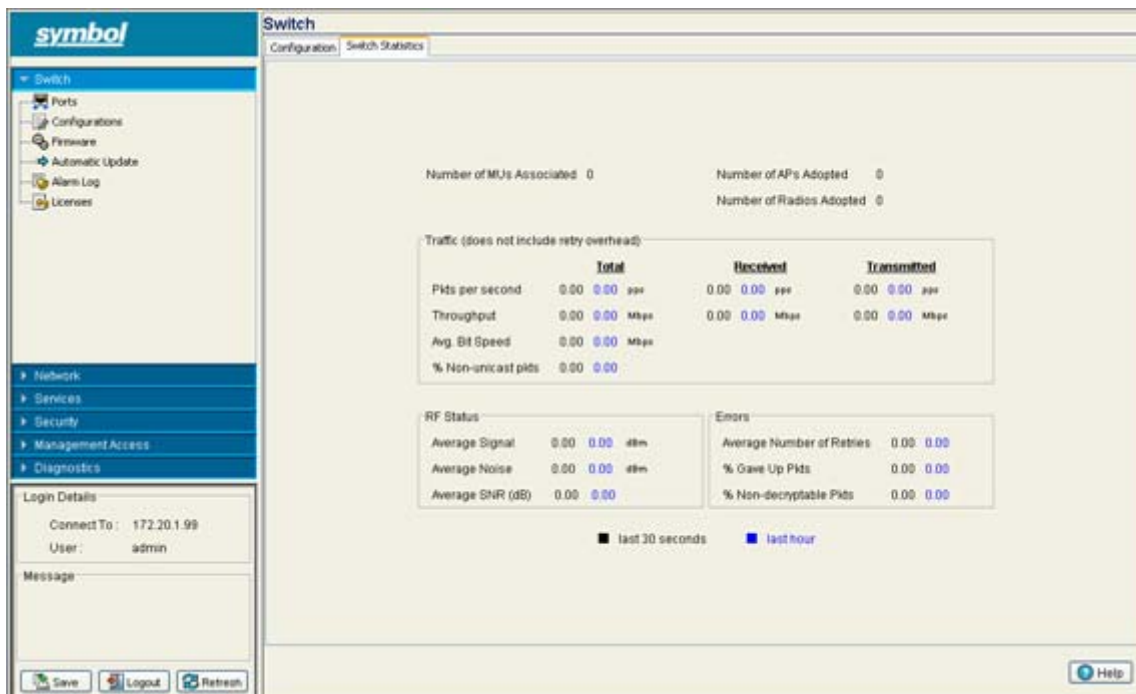 symbol
Switch
Ports
Configurations
Firmware
Automatic Update
Alarm Log
Licenses
Network
Services
Security
Management Access
Diagnostics
Login Details
Connect To : 172.20.1.99
User : admin
Message
Save Logout Refresh
Switch
Configuration Switch Statistics
Number of MUs Associated 0 Number of APs Adopted 0
Number of Radios Adopted 0
Traffic (does not include retry overhead)
Total Received Transmitted
Pkts per second 0.00 0.00 pps 0.00 0.00 pps 0.00 0.00 pps
Throughput 0.00 0.00 Mbps 0.00 0.00 Mbps 0.00 0.00 Mbps
Avg. Bit Speed 0.00 0.00 Mbps
% Non-unicast pkts 0.00 0.00
RF Status
Average Signal 0.00 0.00 dBm
Average Noise 0.00 0.00 dBm
Average SNR (dB) 0.00 0.00
Errors
Average Number of Retries 0.00 0.00
% Gave Up Pkts 0.00 0.00
% Non-decryptable Pkts 0.00 0.00
last 30 seconds last hour
Help